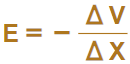 E = − ΔV / ΔX